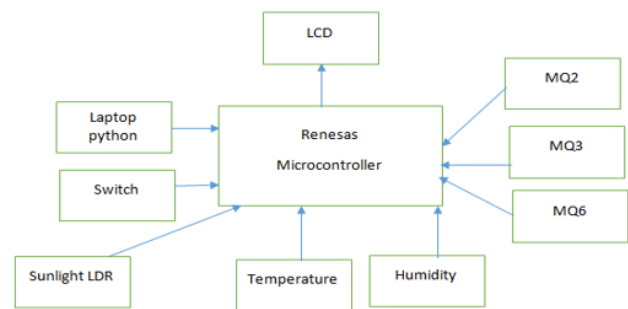 LCD
MQ2
Laptop
python
Renesas
Microcontroller
MQ3
Switch
MQ6
Sunlight LDR
Temperature
Humidity